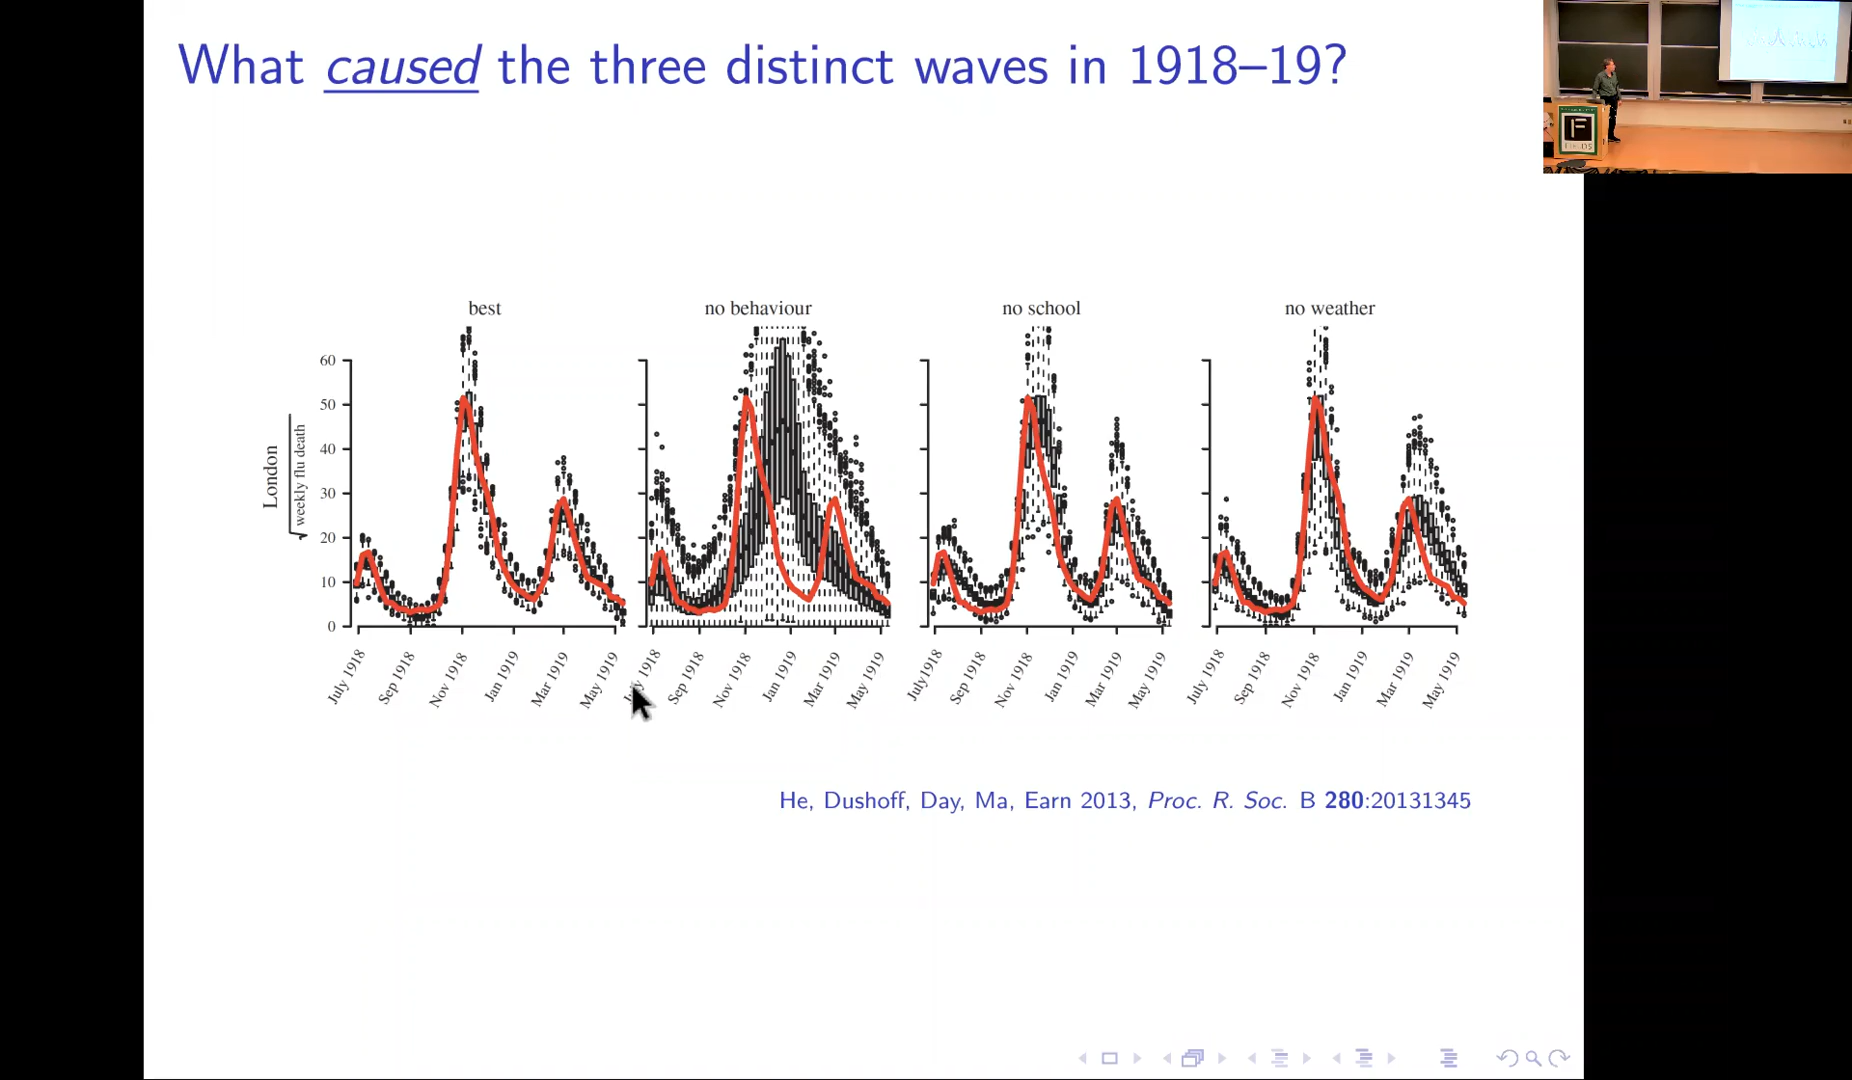 What caused the three distinct waves in 1918–19?
best
no behaviour
no school
no weather
London
√weekly flu death
60
50
40
30
20
10
0
July 1918
Sep 1918
Nov 1918
Jan 1919
Mar 1919
May 1919
July 1918
Sep 1918
Nov 1918
Jan 1919
Mar 1919
May 1919
July 1918
Sep 1918
Nov 1918
Jan 1919
Mar 1919
May 1919
July 1918
Sep 1918
Nov 1918
Jan 1919
Mar 1919
May 1919
He, Dushoff, Day, Ma, Earn 2013, Proc. R. Soc. B 280:20131345
F
FIELDS